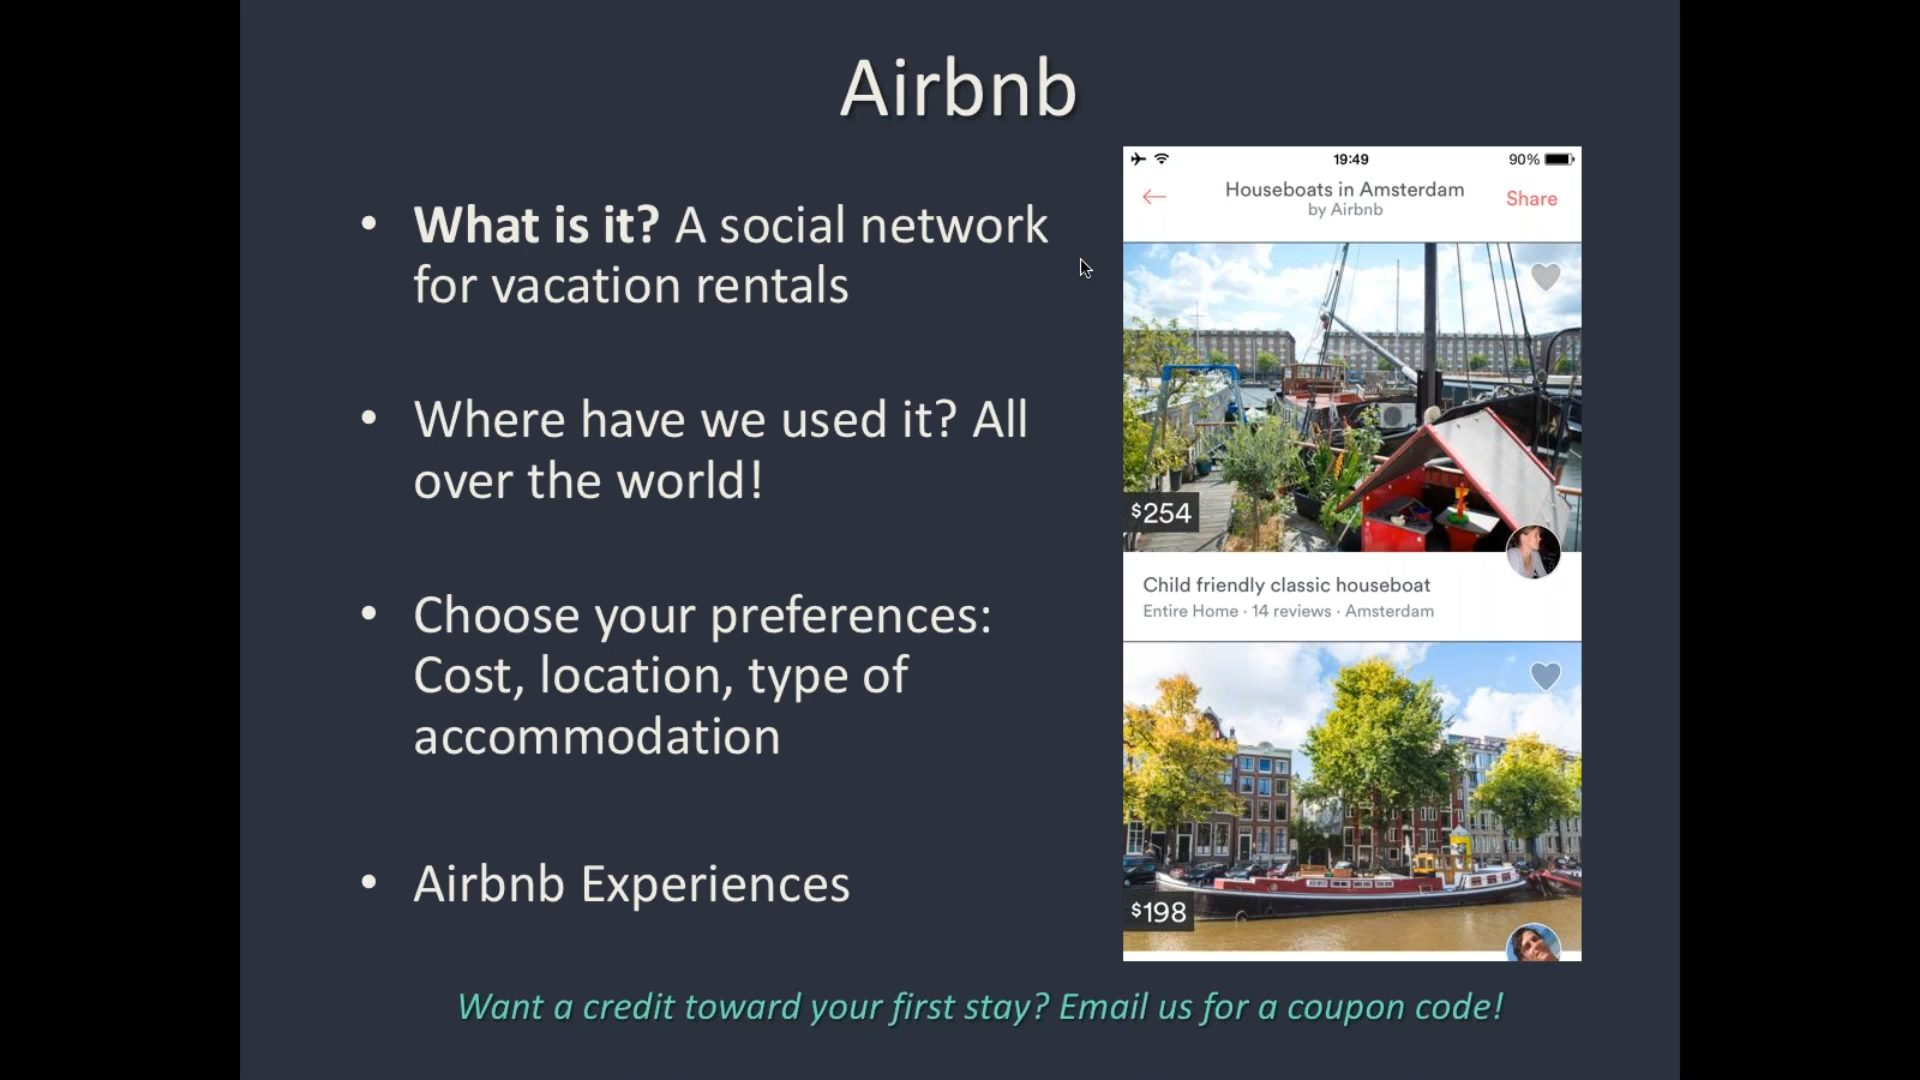 Airbnb
• What is it? A social network
for vacation rentals
• Where have we used it? All
over the world!
• Choose your preferences:
Cost, location, type of
accommodation
• Airbnb Experiences
19:49
90%
Houseboats in Amsterdam
by Airbnb
Share
$254
Child friendly classic houseboat
Entire Home · 14 reviews · Amsterdam
$198
Want a credit toward your first stay? Email us for a coupon code!